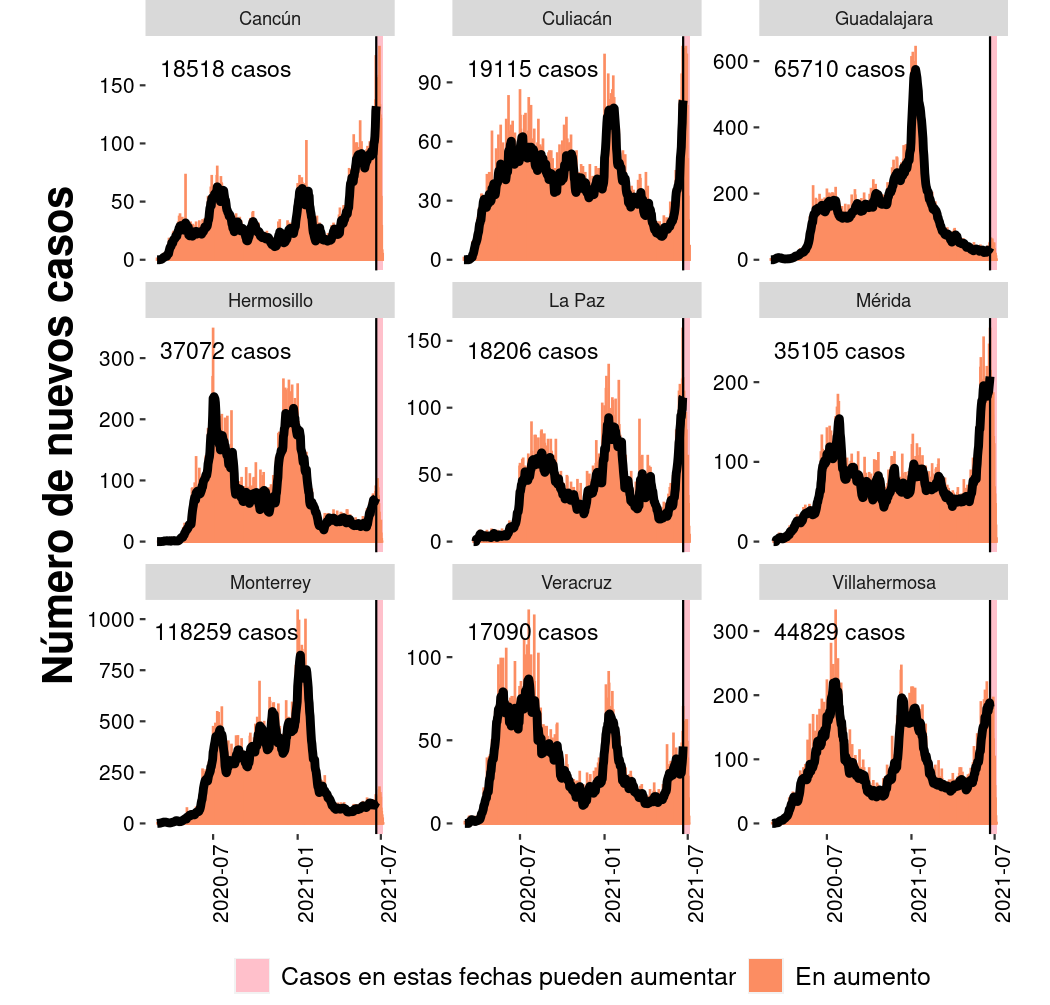 Número de nuevos casos
Cancún
18518 casos
150
100
50
0
Culiacán
19115 casos
90
60
30
0
Guadalajara
65710 casos
600
400
200
0
Hermosillo
37072 casos
300
200
100
0
La Paz
18206 casos
150
100
50
0
Mérida
35105 casos
200
100
0
Monterrey
118259 casos
1000
750
500
250
0
2020-07
2021-01
2021-07
Veracruz
17090 casos
100
50
0
2020-07
2021-01
2021-07
Villahermosa
44829 casos
300
200
100
0
2020-07
2021-01
2021-07
Casos en estas fechas pueden aumentar
En aumento